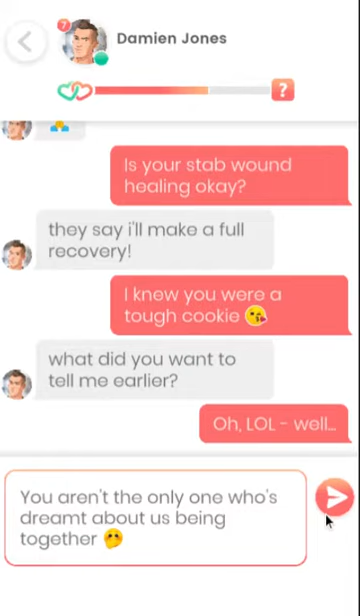 7
Damien Jones
?
Is your stab wound
healing okay?
they say i'll make a full
recovery!
I knew you were a
tough cookie 😘
what did you want to
tell me earlier?
Oh, LOL - well...
You aren't the only one who's
dreamt about us being
together 🤭